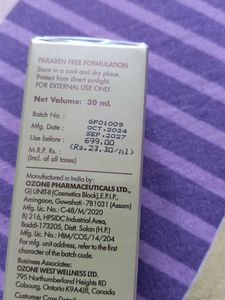 PARABEN FREE FORMULATION
Store in a cool and dry place.
Protect from direct sunlight.
FOR EXTERNAL USE ONLY.
Net Volume: 30 ml
Batch No. : GF01009
Mfg. Date : OCT.2024
Use before : SEP.2027
M.R.P. Rs : 699.00
(Incl. of all taxes) (Rs.23.30/ml)
Manufactured in India by :
OZONE PHARMACEUTICALS LTD.,
G) UNIT-II (Cosmetics Block), E.P.I.P.,
Amingaon, Guwahati - 781031 (Assam)
Mfg. Lic. No.: C-48/M/2020
B) 216, HPSIDC Industrial Area,
Baddi-173205, Distt. Solan (H.P.)
Mfg. Lic. No.: HIM/COS/14/204
For mfg. unit address, refer to the first
character of the batch code.
Business Associates:
OZONE WEST WELLNESS LTD.
795 Northumberland Heights RD
Cobourg, Ontario K9A4J8, Canada
Customer Care Details